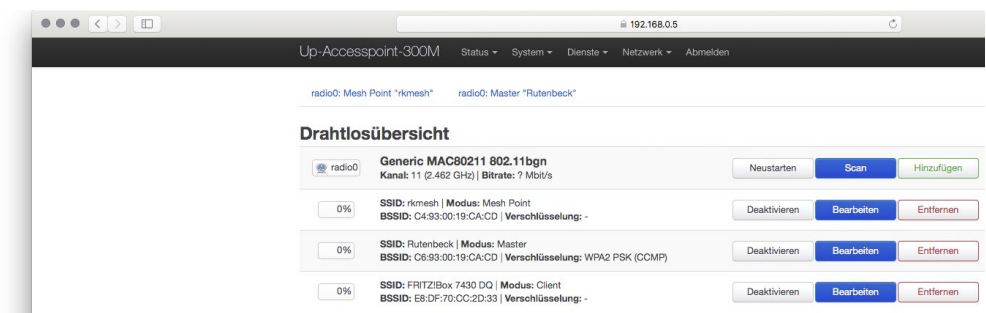 192.168.0.5
Up-Accesspoint-300M Status System Dienste Netzwerk Abmelden
radio0: Mesh Point "rkmesh" radio0: Master "Rutenbeck"
Drahtlosübersicht
radio0 Generic MAC80211 802.11bgn Neustarten Scan Hinzufügen
Kanal: 11 (2.462 GHz) | Bitrate: ? Mbit/s
0% SSID: rkmesh | Modus: Mesh Point Deaktivieren Bearbeiten Entfernen
BSSID: C4:93:00:19:CA:CD | Verschlüsselung: -
0% SSID: Rutenbeck | Modus: Master Deaktivieren Bearbeiten Entfernen
BSSID: C6:93:00:19:CA:CD | Verschlüsselung: WPA2 PSK (CCMP)
0% SSID: FRITZ!Box 7430 DQ | Modus: Client Deaktivieren Bearbeiten Entfernen
BSSID: E8:DF:70:CC:2D:33 | Verschlüsselung: -